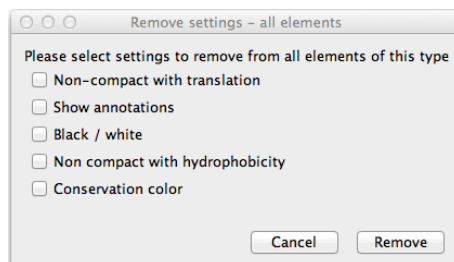 Remove settings – all elements
Please select settings to remove from all elements of this type
Non-compact with translation
Show annotations
Black / white
Non compact with hydrophobicity
Conservation color
Cancel Remove